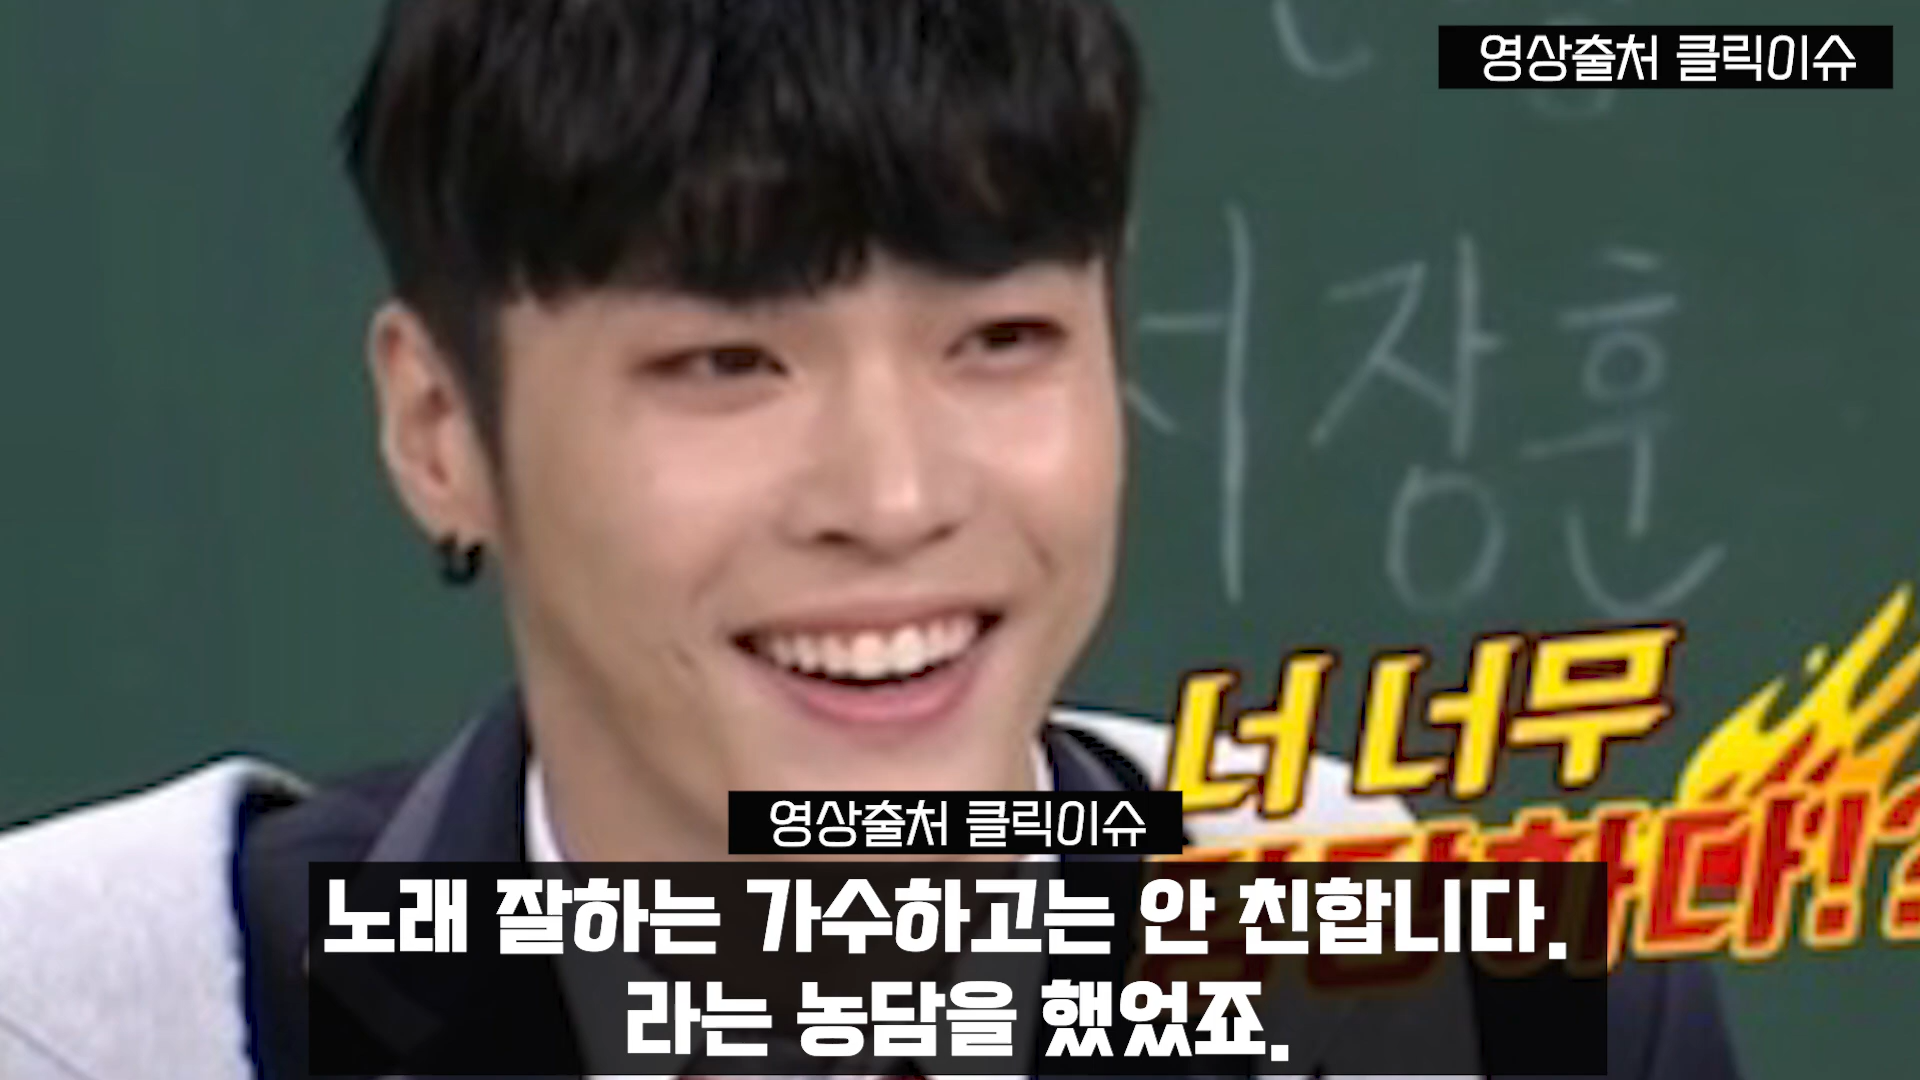 영상출처 클릭이슈
서장훈
너 너무
영상출처 클릭이슈
노래 잘하는 가수하고는 안 친합니다.
라는 농담을 했었죠.